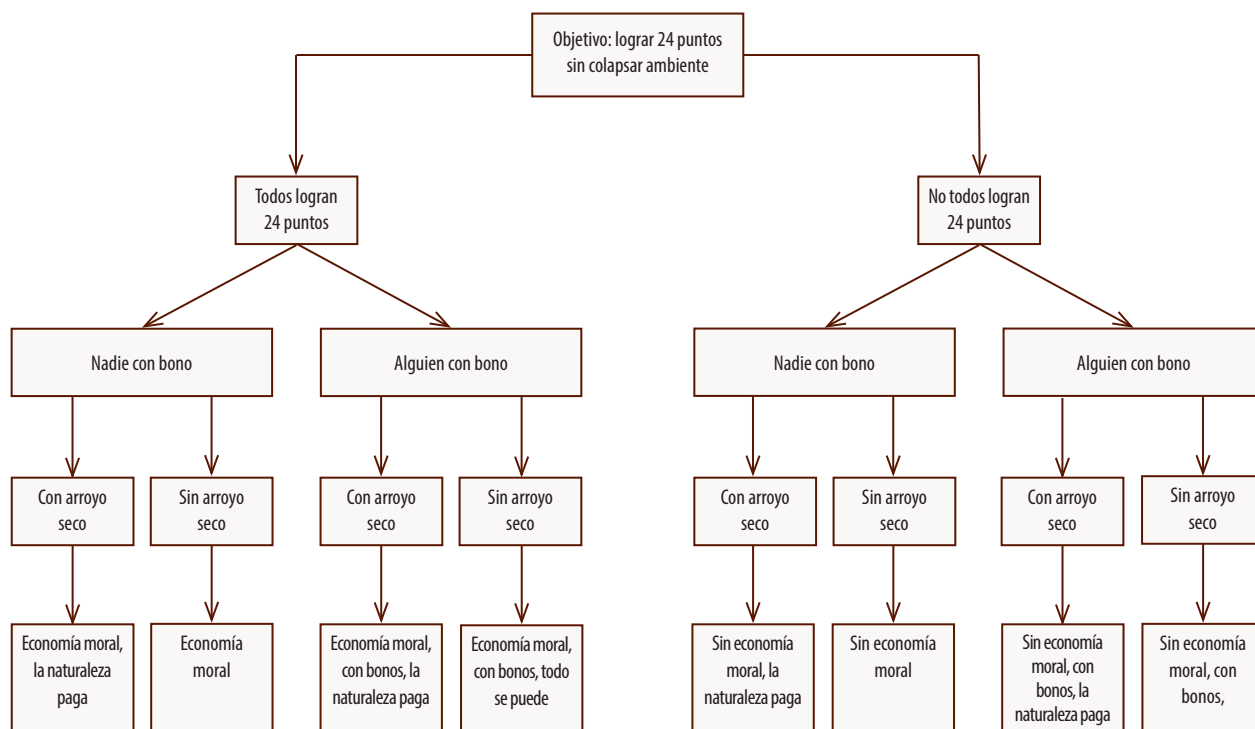 Objetivo: lograr 24 puntos
sin colapsar ambiente
Todos logran
24 puntos
No todos logran
24 puntos
Nadie con bono
Alguien con bono
Nadie con bono
Alguien con bono
Con arroyo
seco
Sin arroyo
seco
Con arroyo
seco
Sin arroyo
seco
Con arroyo
seco
Sin arroyo
seco
Con arroyo
seco
Sin arroyo
seco
Economía moral,
la naturaleza
paga
Economía
moral
Economía moral,
con bonos, la
naturaleza paga
Economía moral,
con bonos, todo
se puede
Sin economía
moral, la
naturaleza paga
Sin economía
moral
Sin economía
moral, con
bonos, la
naturaleza paga
Sin economía
moral, con
bonos,